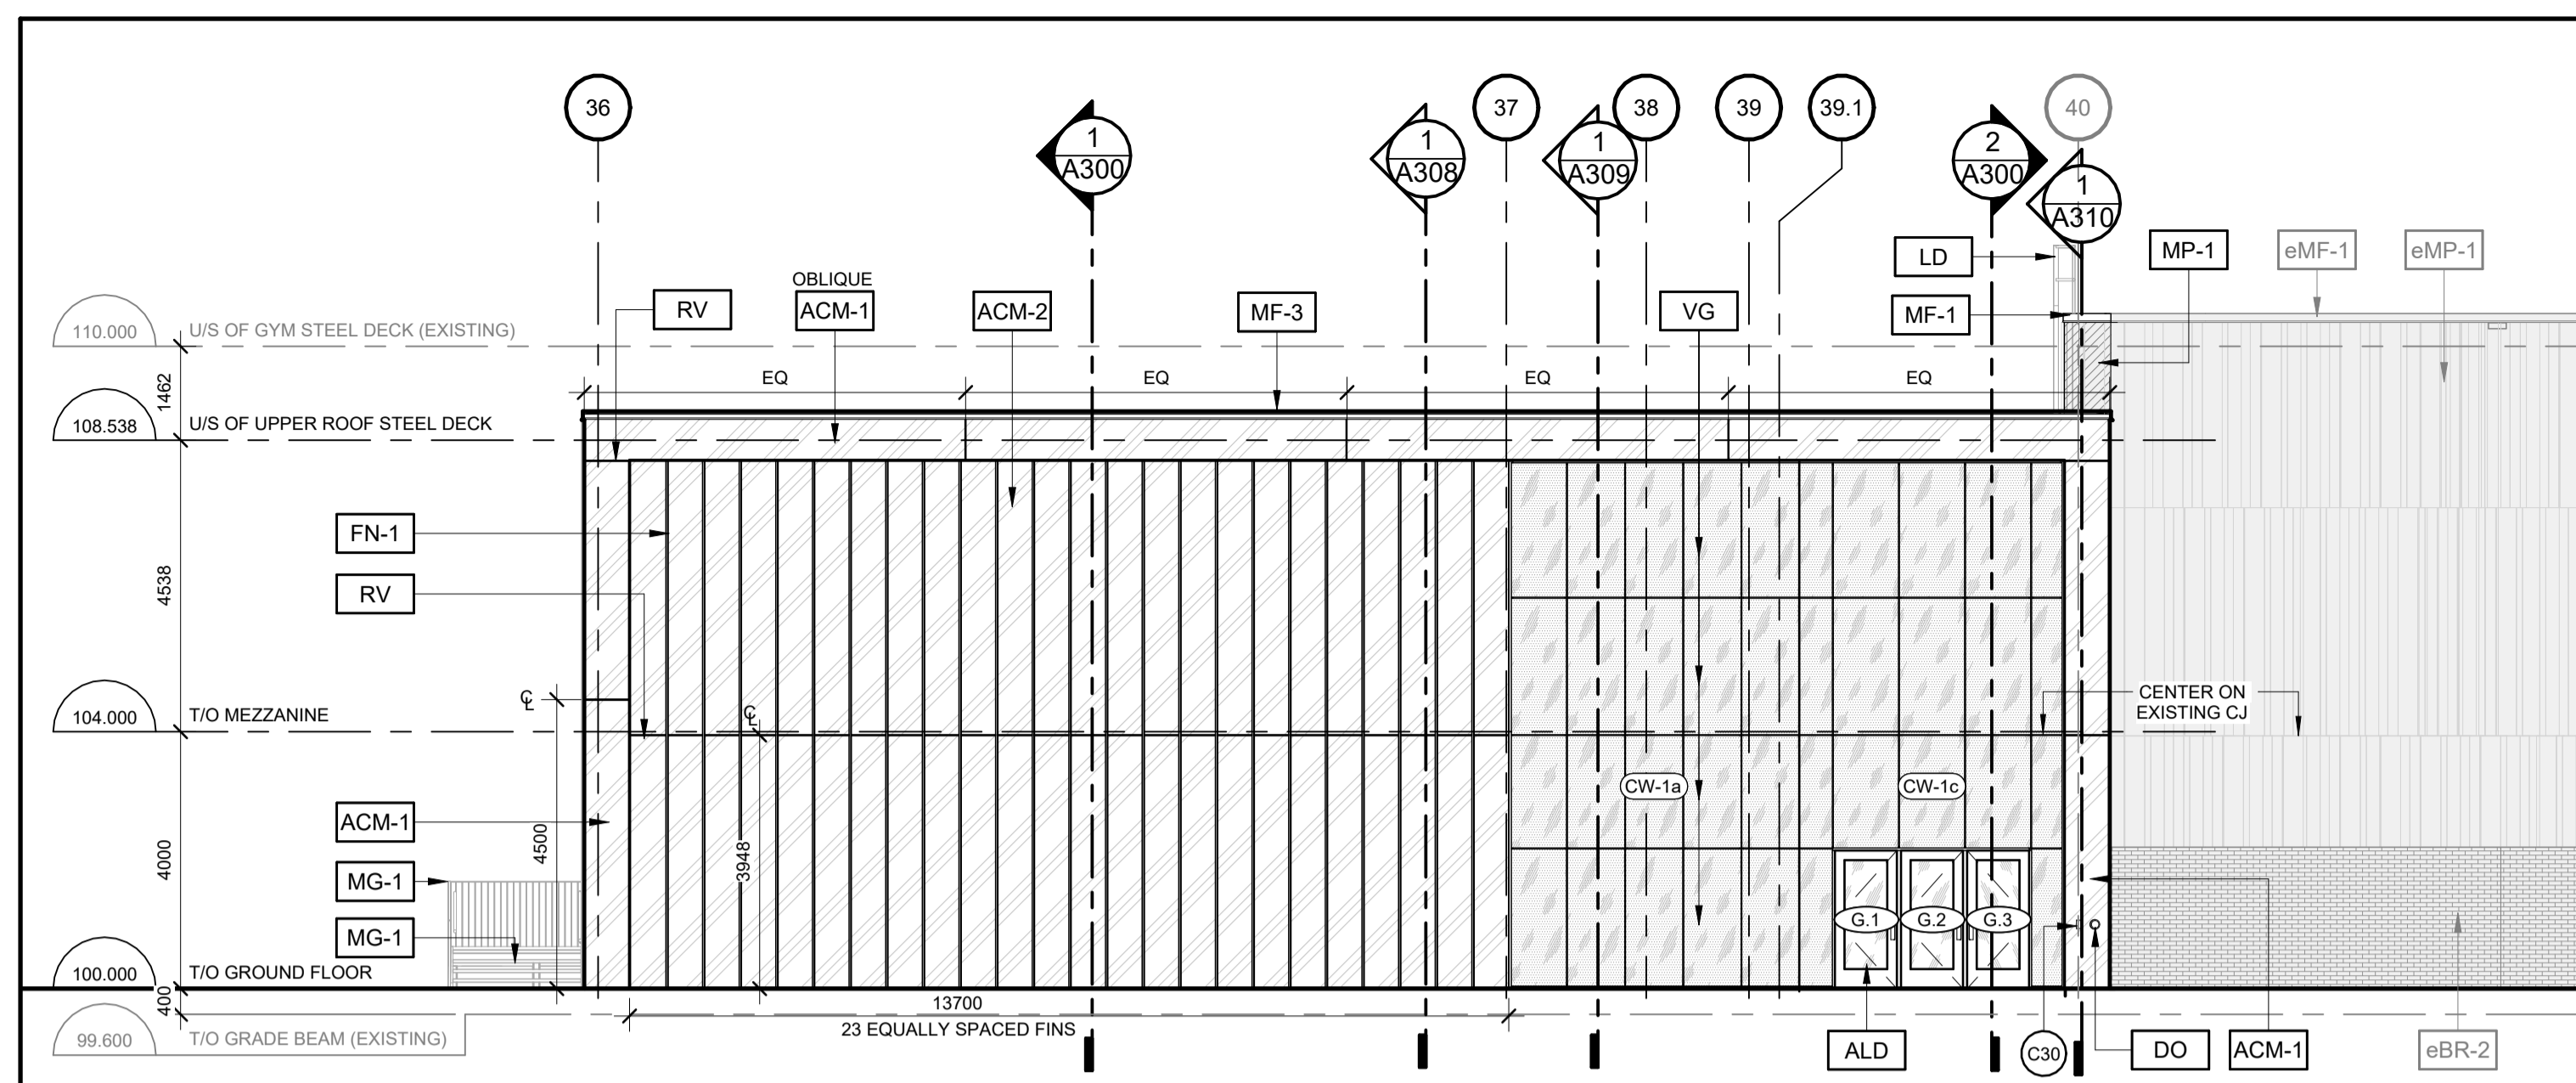 36
37
38
39
39.1
40
1
A300
1
A308
1
A309
2
A300
1
A310
LD
MP-1
eMF-1
eMP-1
RV
OBLIQUE
ACM-1
ACM-2
MF-3
VG
MF-1
110.000
U/S OF GYM STEEL DECK (EXISTING)
1462
EQ
EQ
EQ
EQ
108.538
U/S OF UPPER ROOF STEEL DECK
FN-1
4538
RV
104.000
T/O MEZZANINE
℄
℄
CENTER ON
EXISTING CJ
CW-1a
CW-1c
ACM-1
4500
3948
4000
MG-1
MG-1
G.1
G.2
G.3
100.000
T/O GROUND FLOOR
400
13700
23 EQUALLY SPACED FINS
99.600
T/O GRADE BEAM (EXISTING)
ALD
C30
DO
ACM-1
eBR-2